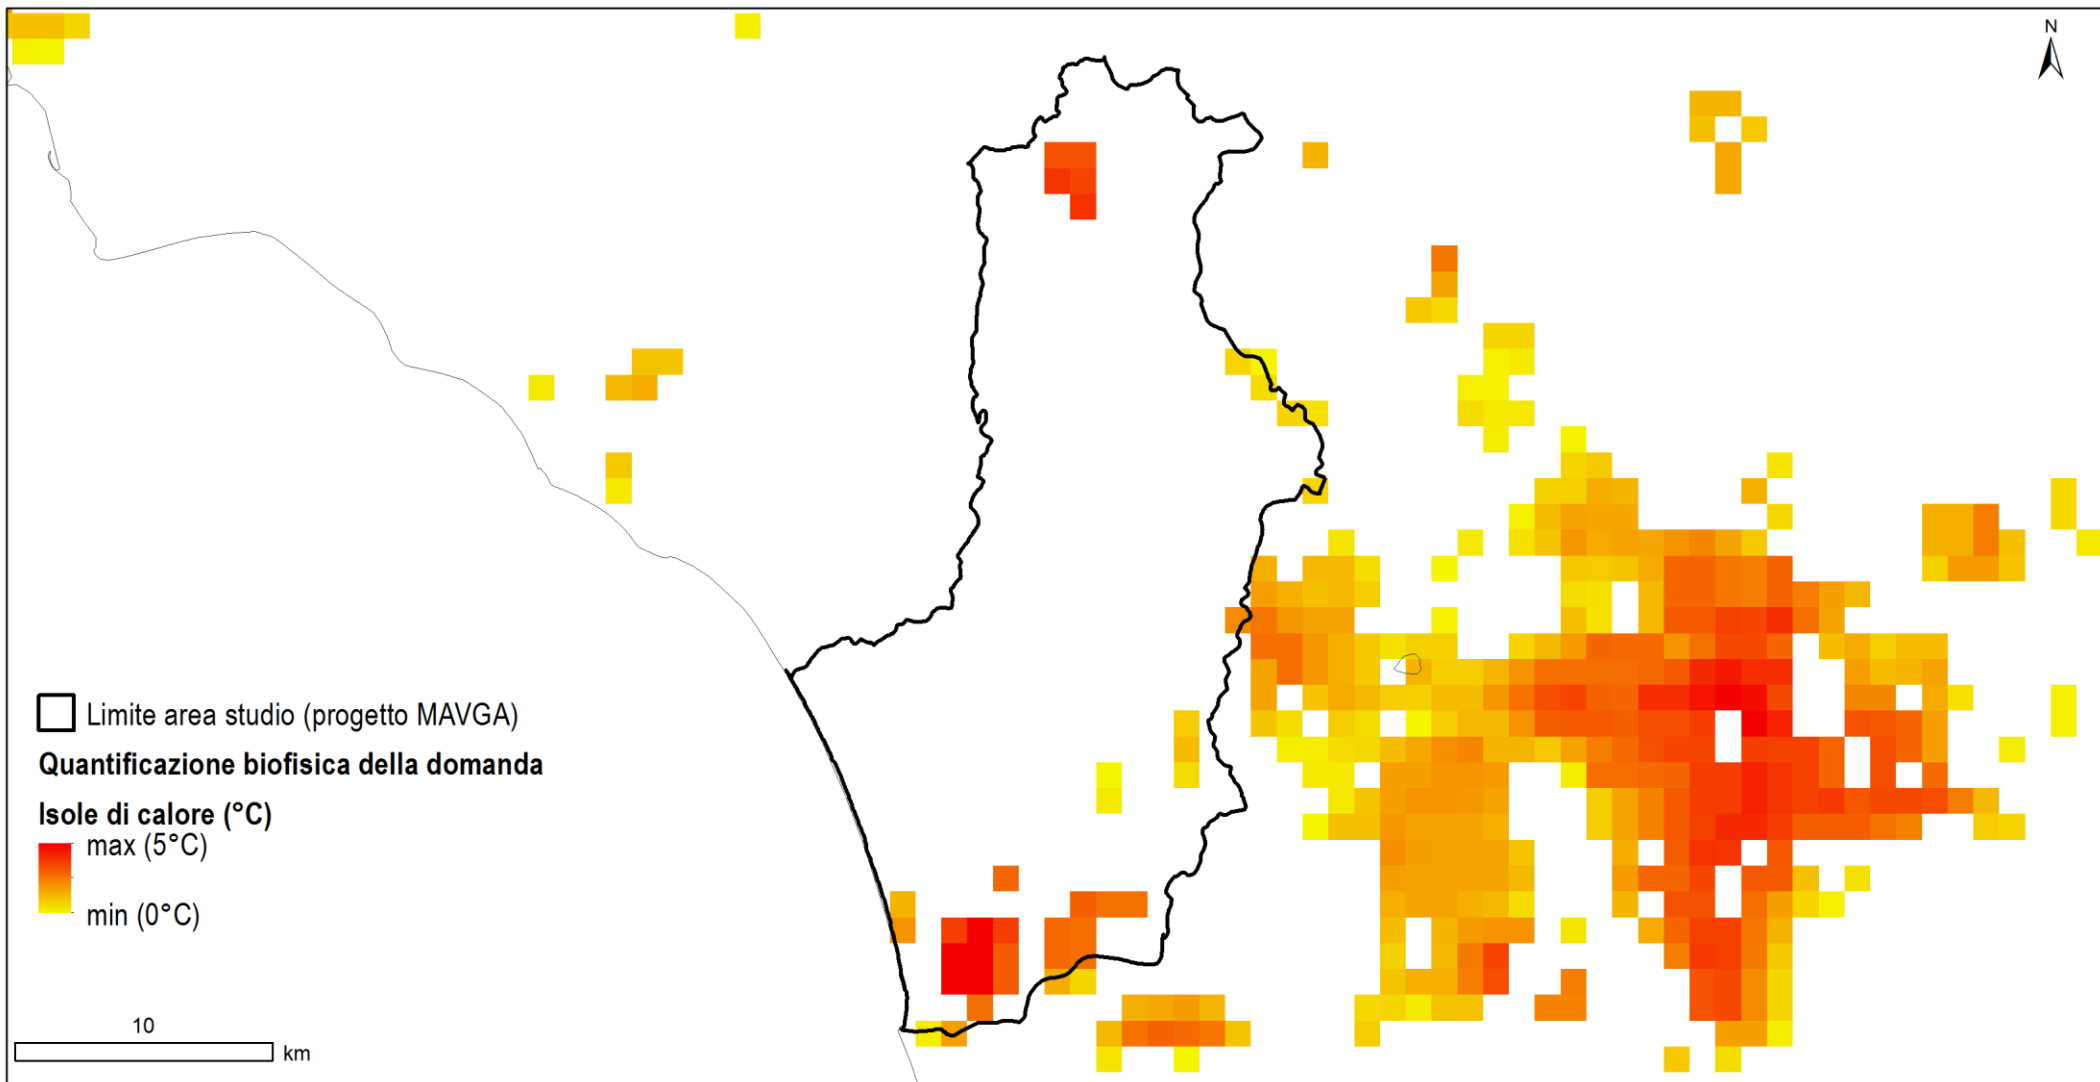 N
Limite area studio (progetto MAVGA)
Quantificazione biofisica della domanda
Isole di calore (°C)
max (5°C)
min (0°C)
10
km